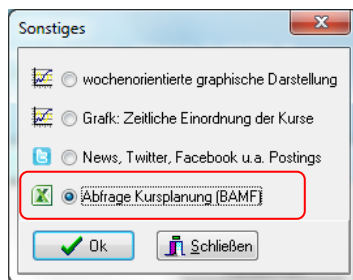 Sonstiges
wochenorientierte graphische Darstellung
Grafk: Zeitliche Einordnung der Kurse
News, Twitter, Facebook u.a. Postings
Abfrage Kursplanung (BAMF)
Ok
Schließen